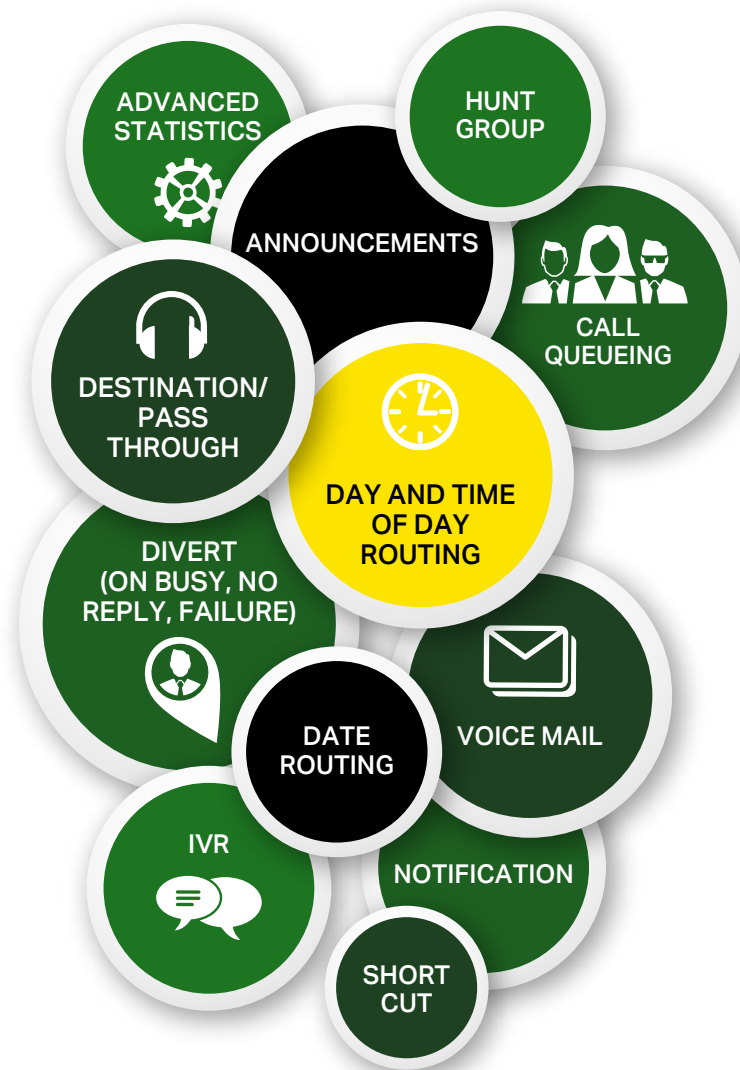 ADVANCED
STATISTICS
HUNT
GROUP
ANNOUNCEMENTS
CALL
QUEUEING
DESTINATION/
PASS
THROUGH
DAY AND TIME
OF DAY
ROUTING
DIVERT
(ON BUSY, NO
REPLY, FAILURE)
DATE
ROUTING
VOICE MAIL
IVR
NOTIFICATION
SHORT
CUT